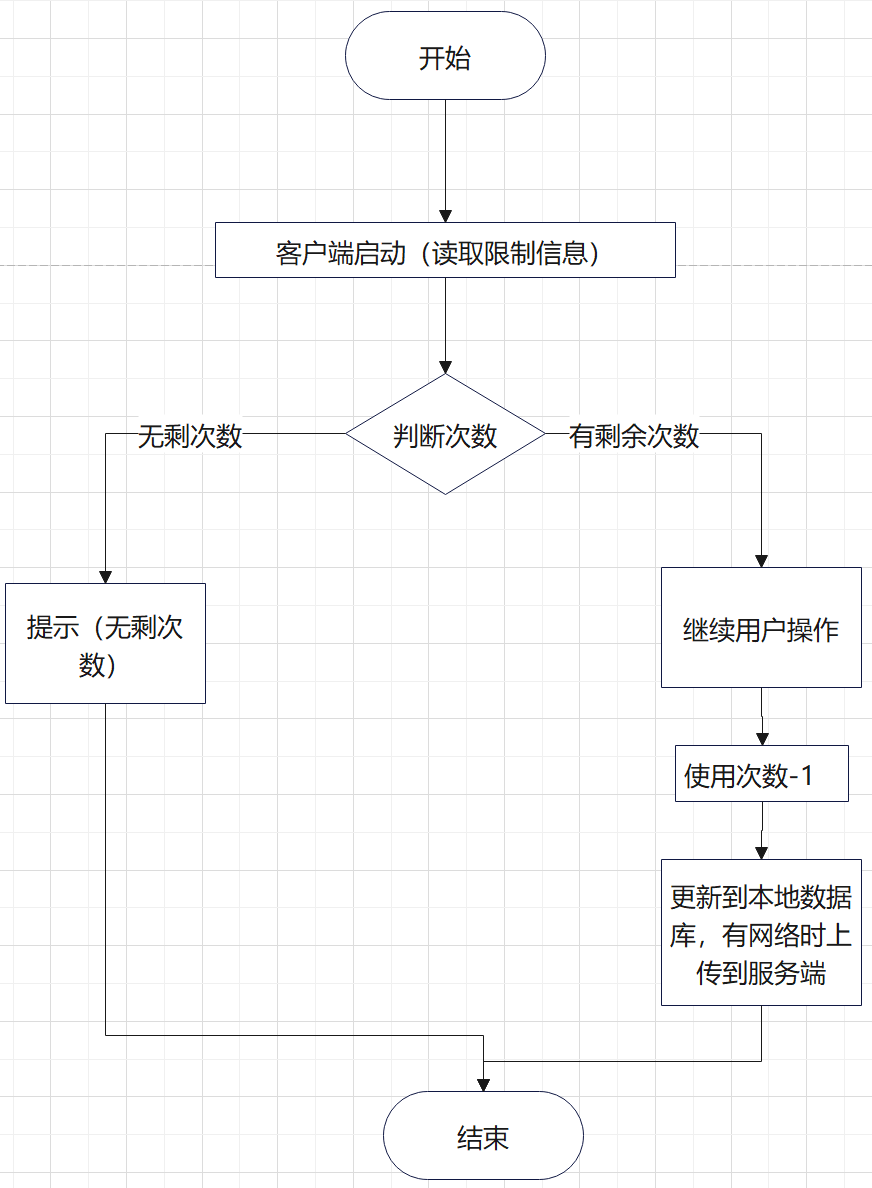 开始
客户端启动（读取限制信息）
无剩次数
判断次数
有剩余次数
提示（无剩次
数）
继续用户操作
使用次数-1
更新到本地数据
库，有网络时上
传到服务端
结束